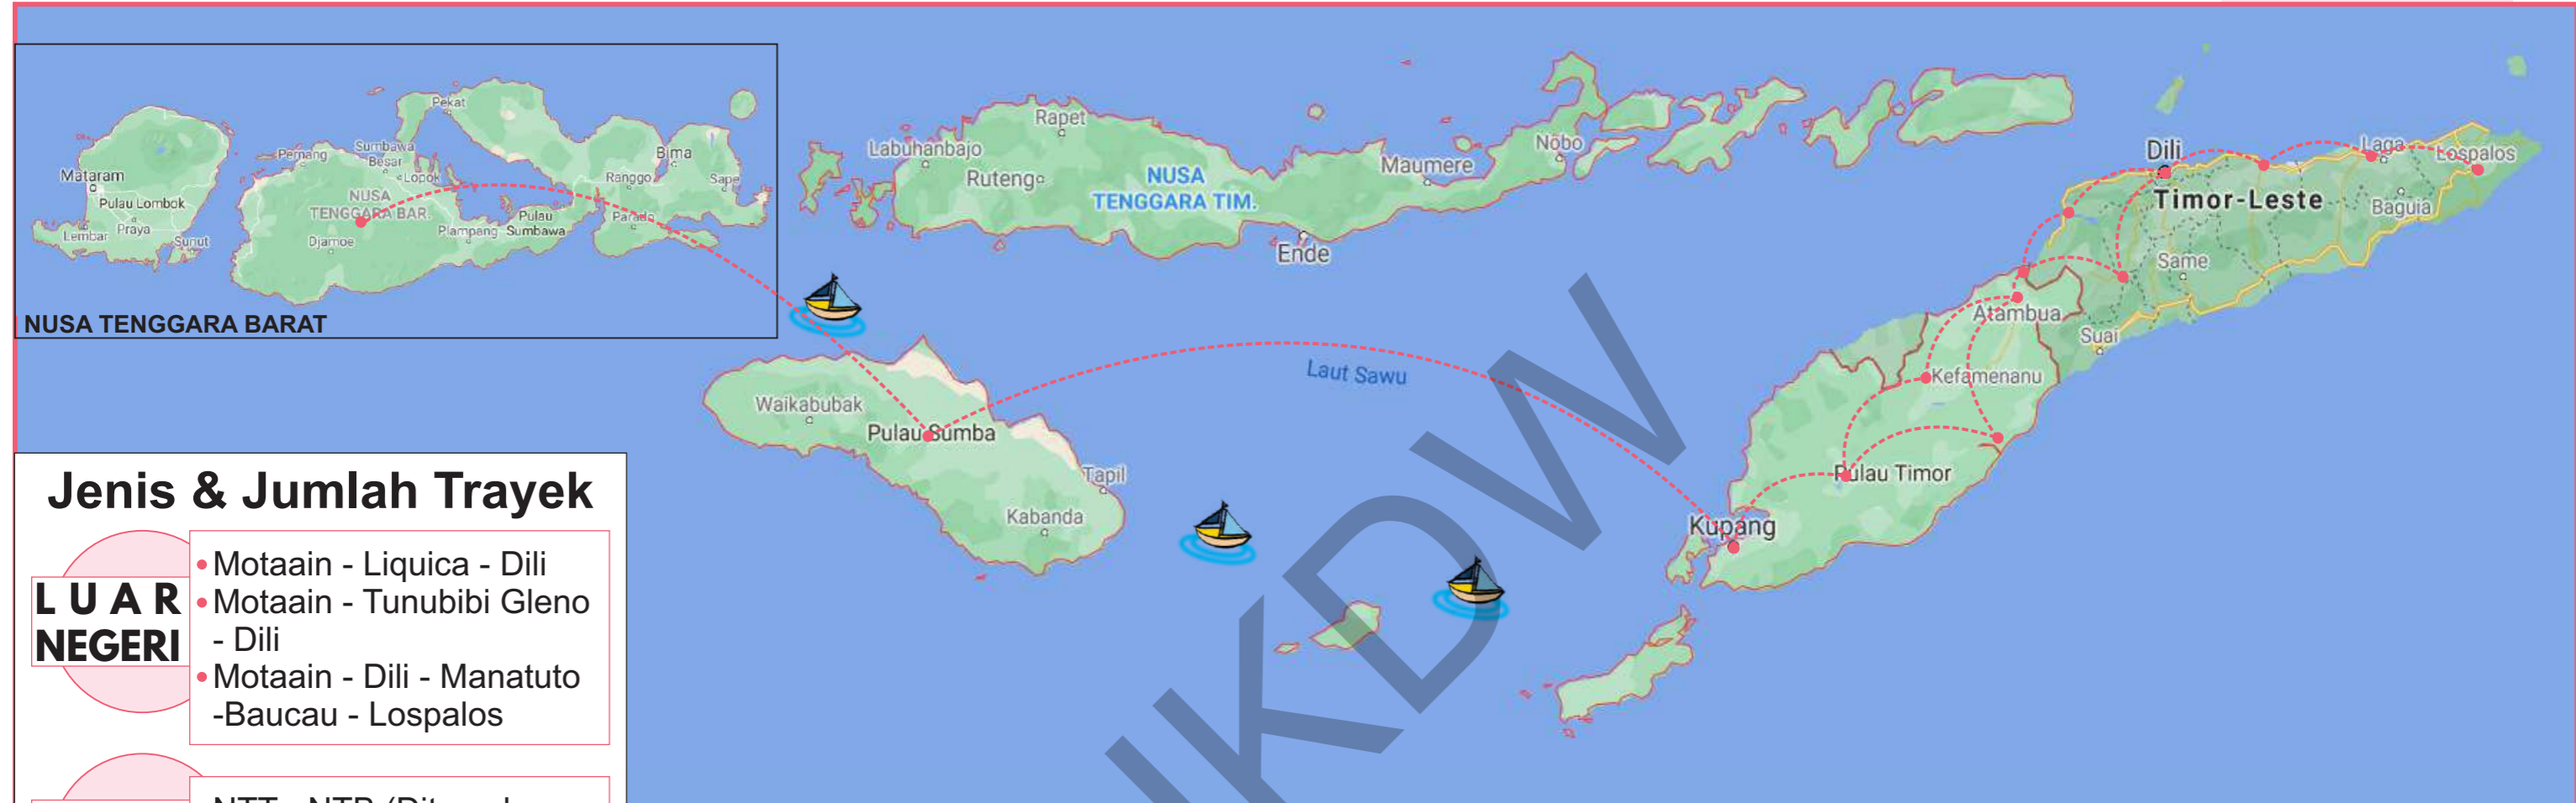 Pekat
Sumbawa
Besar
Pernang
Lopok
Bima
Mataram
NUSA
TENGGARA BAR.
Ranggo
Sape
Pulau Lombok
Praya
Lembar
Sunut
Djamoe
Plampang
Pulau
Sumbawa
Parado
NUSA TENGGARA BARAT
Rapet
Labuhanbajo
Ruteng
NUSA
TENGGARA TIM.
Maumere
Nobo
Ende
Dili
Laga
Lospalos
Timor-Leste
Baguia
Same
Atambua
Suai
Laut Sawu
Kefamenanu
Waikabubak
Pulau Sumba
Tapil
Kabanda
Pulau Timor
Kupang
Jenis & Jumlah Trayek
LUAR
NEGERI
• Motaain - Liquica - Dili
• Motaain - Tunubibi Gleno
- Dili
• Motaain - Dili - Manatuto
-Baucau - Lospalos
UKDW